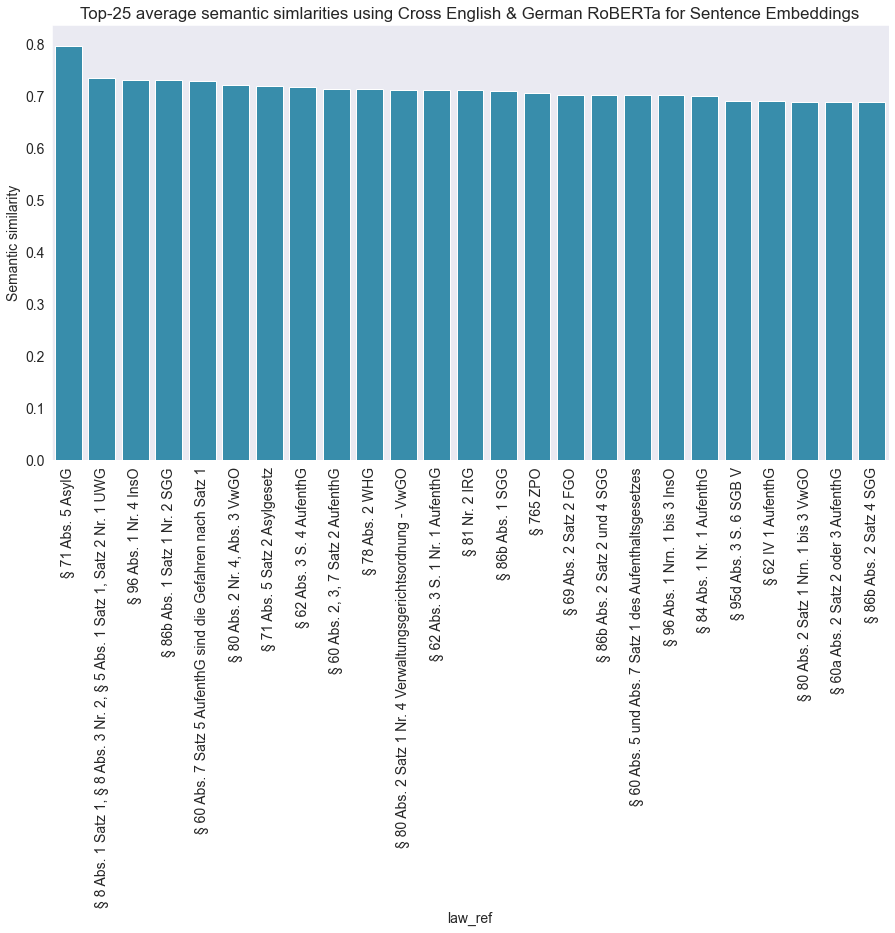 Top-25 average semantic simlarities using Cross English & German RoBERTa for Sentence Embeddings
Semantic similarity
0.8
0.7
0.6
0.5
0.4
0.3
0.2
0.1
0.0
§ 71 Abs. 5 AsylG
§ 8 Abs. 1 Satz 1, § 8 Abs. 3 Nr. 2, § 5 Abs. 1 Satz 1, Satz 2 Nr. 1 UWG
§ 96 Abs. 1 Nr. 4 InsO
§ 86b Abs. 1 Satz 1 Nr. 2 SGG
§ 60 Abs. 7 Satz 5 AufenthG sind die Gefahren nach Satz 1
§ 80 Abs. 2 Nr. 4, Abs. 3 VwGO
§ 71 Abs. 5 Satz 2 Asylgesetz
§ 62 Abs. 3 S. 4 AufenthG
§ 60 Abs. 2, 3, 7 Satz 2 AufenthG
§ 78 Abs. 2 WHG
§ 80 Abs. 2 Satz 1 Nr. 4 Verwaltungsgerichtsordnung - VwGO
§ 62 Abs. 3 S. 1 Nr. 1 AufenthG
§ 81 Nr. 2 IRG
§ 86b Abs. 1 SGG
§ 765 ZPO
§ 69 Abs. 2 Satz 2 FGO
§ 86b Abs. 2 Satz 2 und 4 SGG
§ 60 Abs. 5 und Abs. 7 Satz 1 des Aufenthaltsgesetzes
§ 96 Abs. 1 Nrn. 1 bis 3 InsO
§ 84 Abs. 1 Nr. 1 AufenthG
§ 95d Abs. 3 S. 6 SGB V
§ 62 IV 1 AufenthG
§ 80 Abs. 2 Satz 1 Nrn. 1 bis 3 VwGO
§ 60a Abs. 2 Satz 2 oder 3 AufenthG
§ 86b Abs. 2 Satz 4 SGG
law_ref